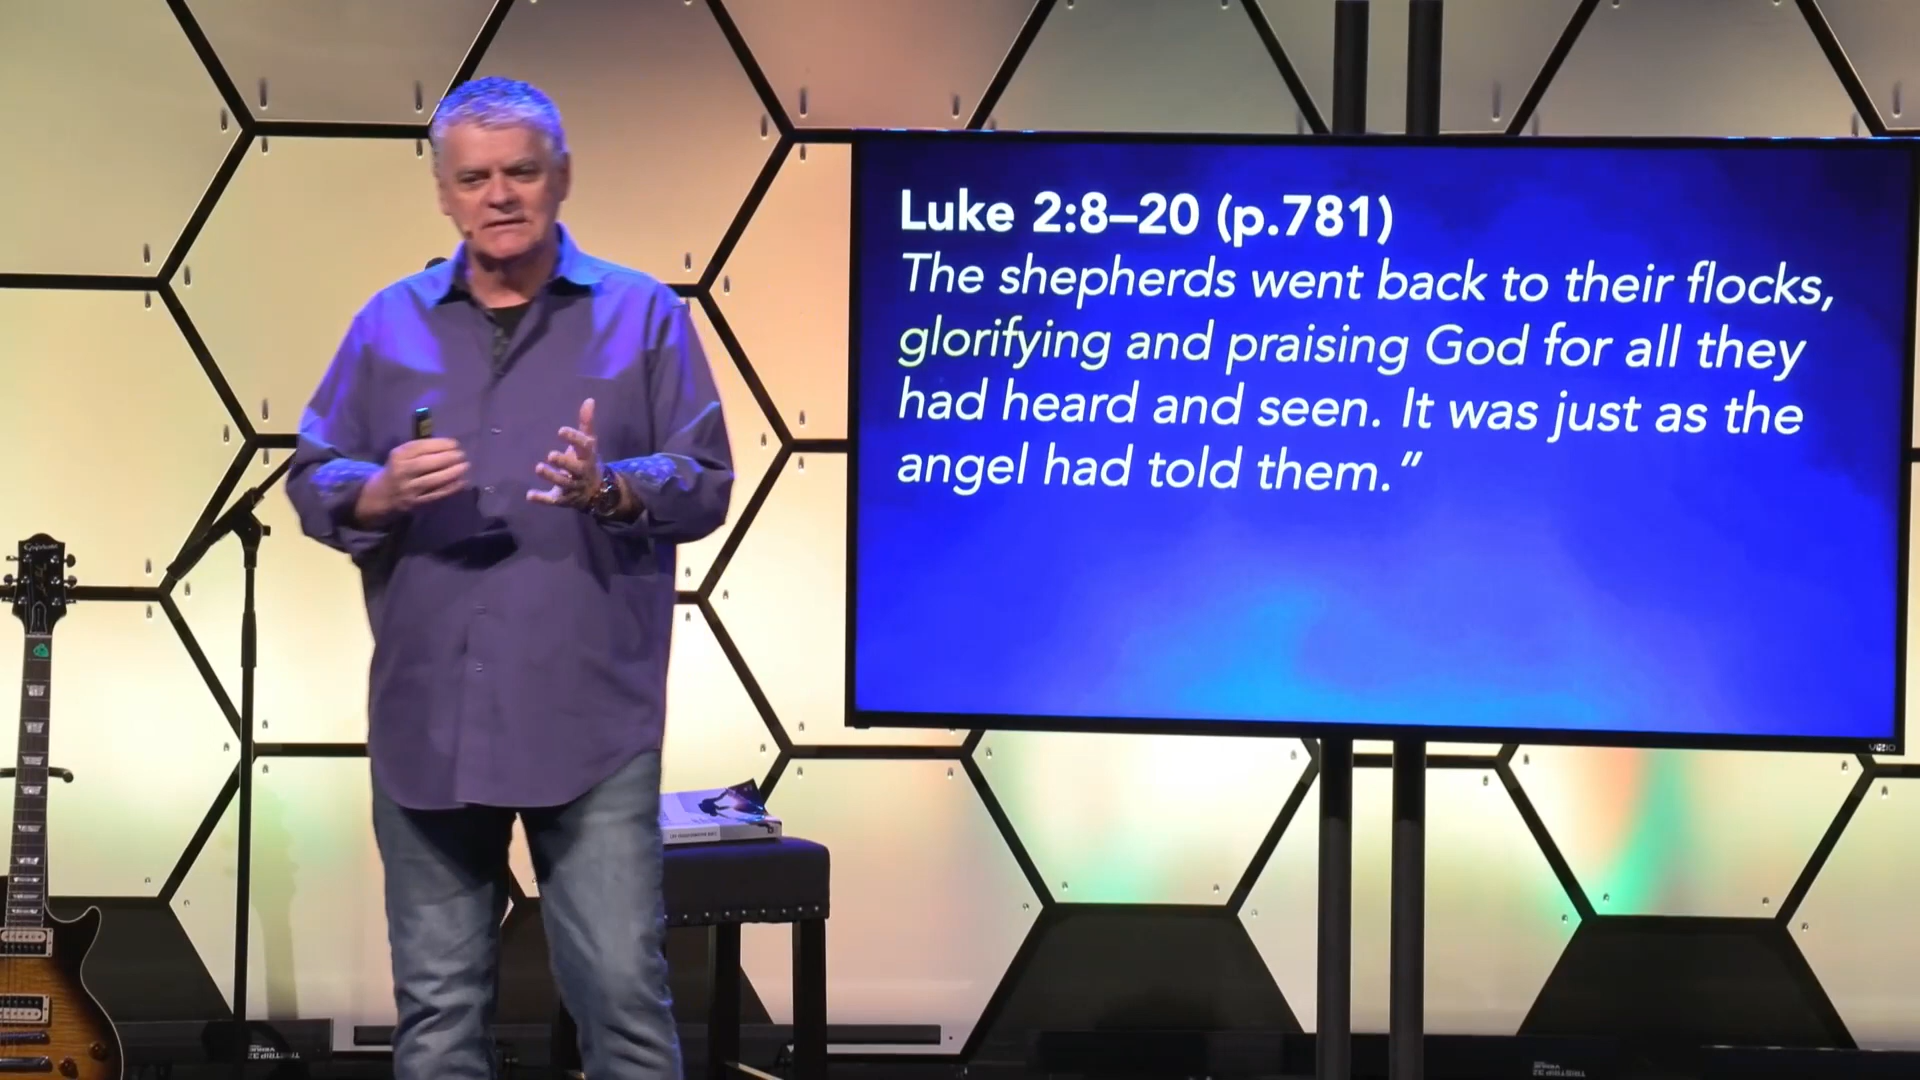 Luke 2:8–20 (p.781)
The shepherds went back to their flocks,
glorifying and praising God for all they
had heard and seen. It was just as the
angel had told them.”
VIZIO